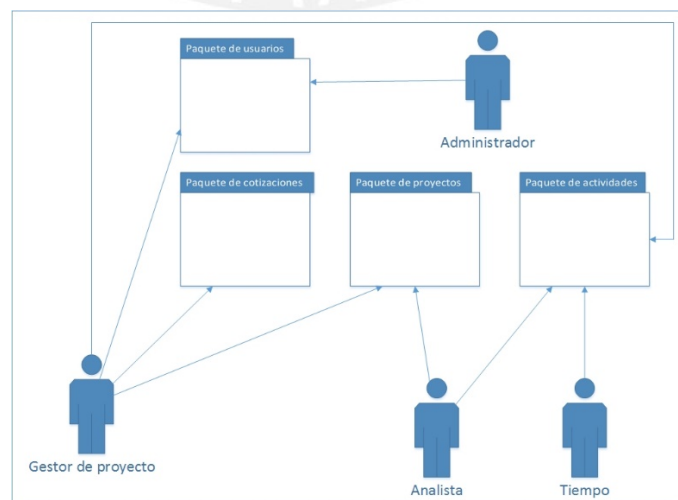 Paquete de usuarios
Administrador
Paquete de cotizaciones
Paquete de proyectos
Paquete de actividades
Gestor de proyecto
Analista
Tiempo